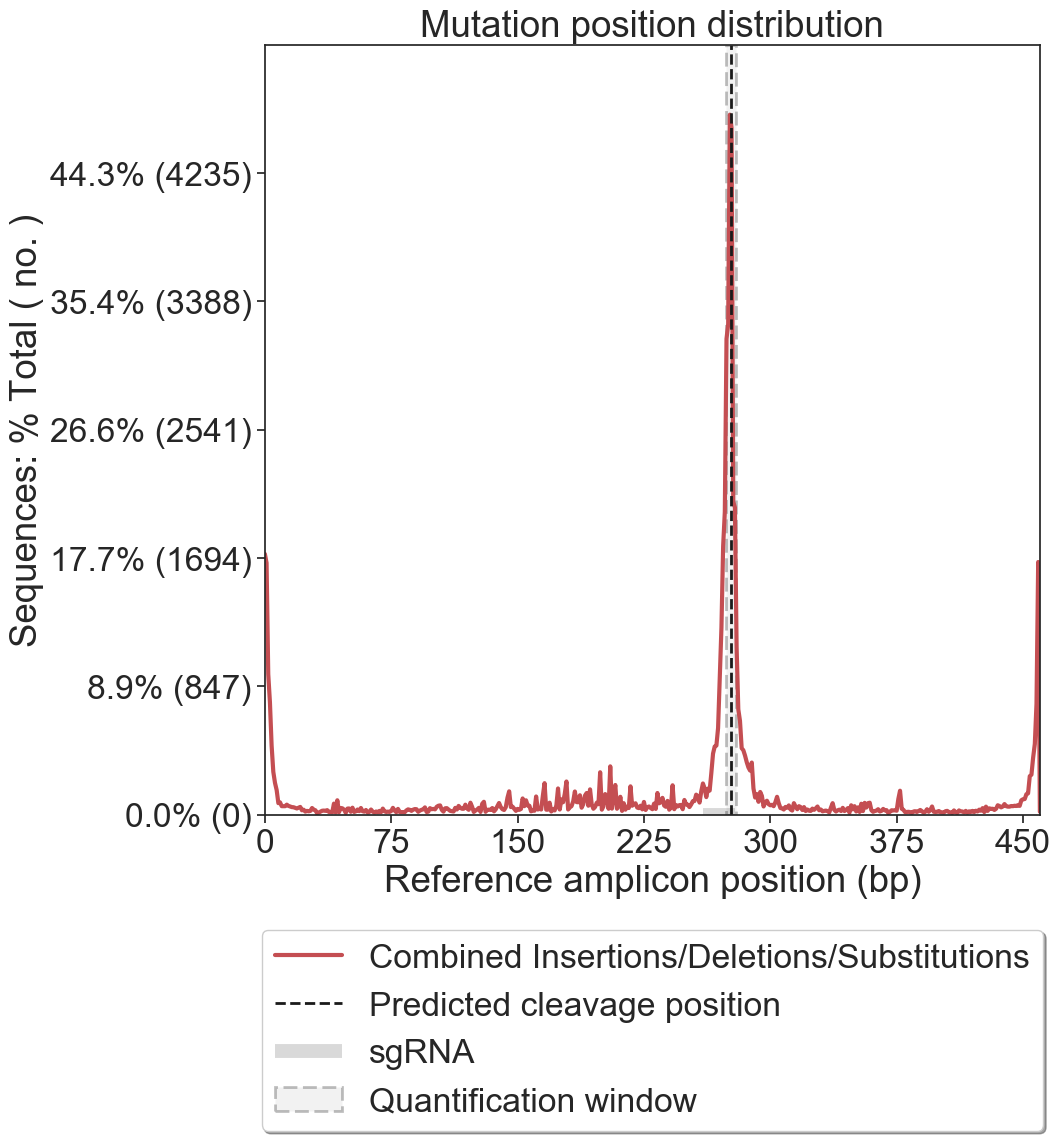 Mutation position distribution
Sequences: % Total ( no. )
44.3% (4235)
35.4% (3388)
26.6% (2541)
17.7% (1694)
8.9% (847)
0.0% (0)
0 75 150 225 300 375 450
Reference amplicon position (bp)
Combined Insertions/Deletions/Substitutions
Predicted cleavage position
sgRNA
Quantification window